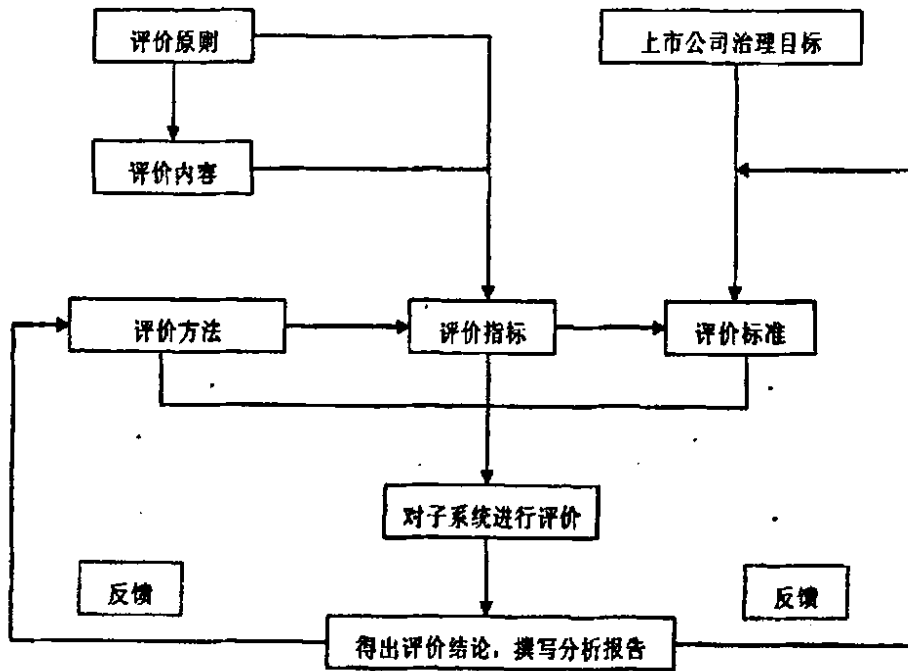 评价原则
上市公司治理目标
评价内容
评价方法
评价指标
评价标准
对子系统进行评价
反馈
反馈
得出评价结论，撰写分析报告